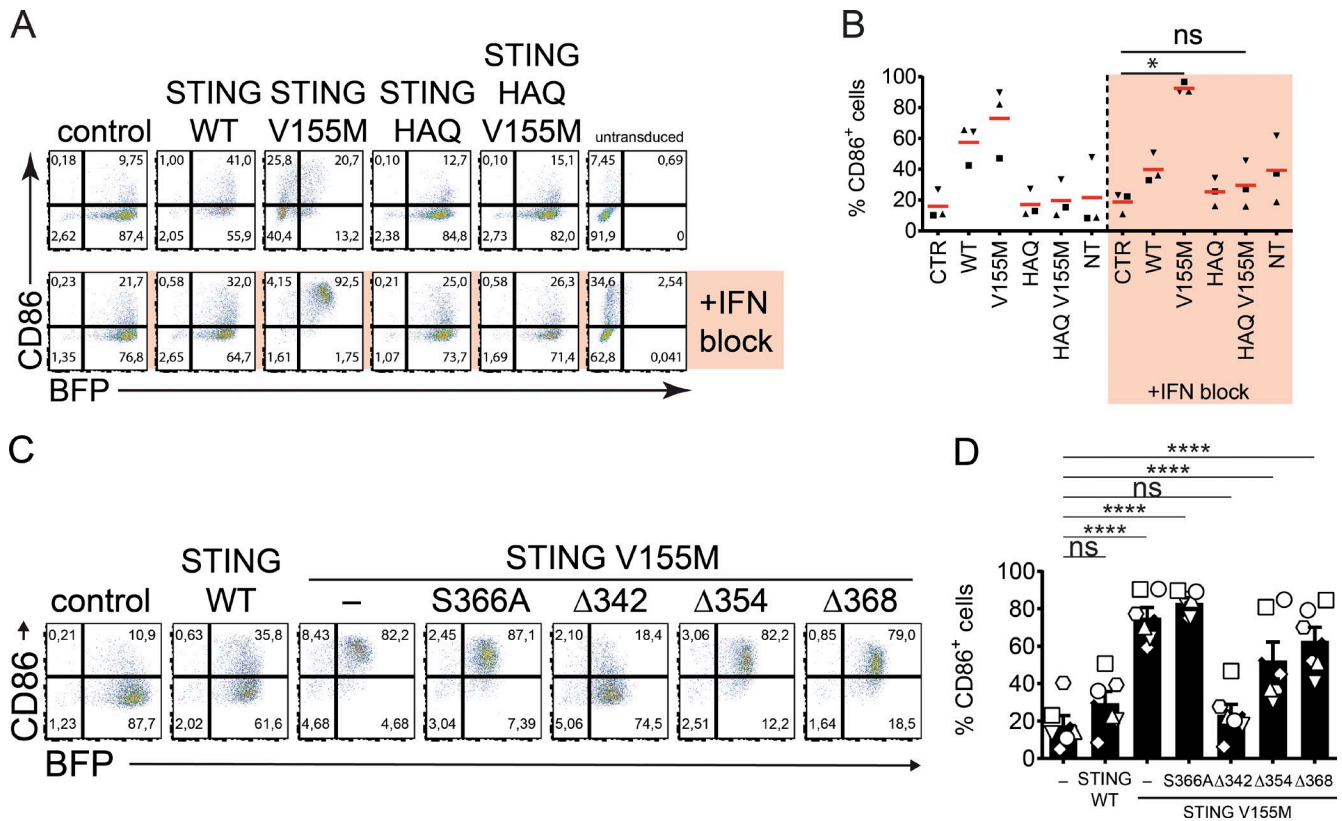 A
control
STING
WT
STING
V155M
STING
HAQ
STING
HAQ
V155M
untransduced
0,18 9,75
2,62 87,4
1,00 41,0
2,05 55,9
25,8 20,7
40,4 13,2
0,10 12,7
2,38 84,8
0,10 15,1
2,73 82,0
7,45 0,69
91,9 0
0,23 21,7
1,35 76,8
0,58 32,0
2,65 64,7
4,15 92,5
1,61 1,75
0,21 25,0
1,07 73,7
0,58 26,3
1,69 71,4
34,6 2,54
62,8 0,041
+IFN
block
CD86
BFP
B
ns
*
% CD86+ cells
100
80
60
40
20
0
CTR
WT
V155M
HAQ
HAQ V155M
NT
CTR
WT
V155M
HAQ
HAQ V155M
NT
+IFN block
C
control
STING
WT
STING V155M
–
S366A
Δ342
Δ354
Δ368
0,21 10,9
1,23 87,7
0,63 35,8
2,02 61,6
8,43 82,2
4,68 4,68
2,45 87,1
3,04 7,39
2,10 18,4
5,06 74,5
3,06 82,2
2,51 12,2
0,85 79,0
1,64 18,5
CD86
BFP
D
****
****
ns
****
****
ns
% CD86+ cells
100
80
60
40
20
0
–
STING
WT
–
S366A
Δ342
Δ354
Δ368
STING V155M